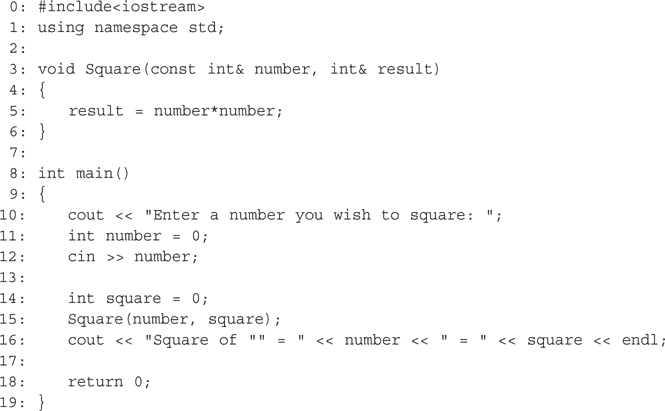 0: #include<iostream>
1: using namespace std;
2:
3: void Square(const int& number, int& result)
4: {
5:    result = number*number;
6: }
7:
8: int main()
9: {
10:    cout << "Enter a number you wish to square: ";
11:    int number = 0;
12:    cin >> number;
13:
14:    int square = 0;
15:    Square(number, square);
16:    cout << "Square of "" = " << number << " = " << square << endl;
17:
18:    return 0;
19: }